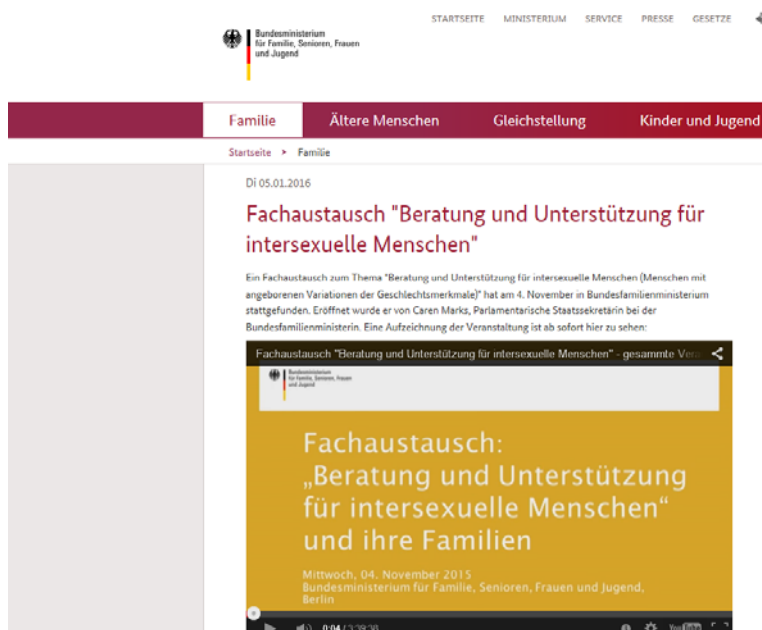 STARTSEITE MINISTERIUM SERVICE PRESSE GESETZE
Bundesministerium
für Familie, Senioren, Frauen
und Jugend
Familie Ältere Menschen Gleichstellung Kinder und Jugend
Startseite > Familie
Di 05.01.2016
Fachaustausch "Beratung und Unterstützung für
intersexuelle Menschen"
Ein Fachaustausch zum Thema "Beratung und Unterstützung für intersexuelle Menschen (Menschen mit
angeborenen Variationen der Geschlechtsmerkmale)" hat am 4. November in Bundesfamilienministerium
stattgefunden. Eröffnet wurde er von Caren Marks, Parlamentarische Staatssekretärin bei der
Bundesfamilienministerin. Eine Aufzeichnung der Veranstaltung ist ab sofort hier zu sehen:
Fachaustausch "Beratung und Unterstützung für intersexuelle Menschen" - gesammte
Bundesministerium
für Familie, Senioren, Frauen
und Jugend
Fachaustausch:
„Beratung und Unterstützung
für intersexuelle Menschen“
und ihre Familien
Mittwoch, 04. November 2015
Bundesministerium für Familie, Senioren, Frauen und Jugend,
Berlin
0:04 / 3:39:30
YouTube